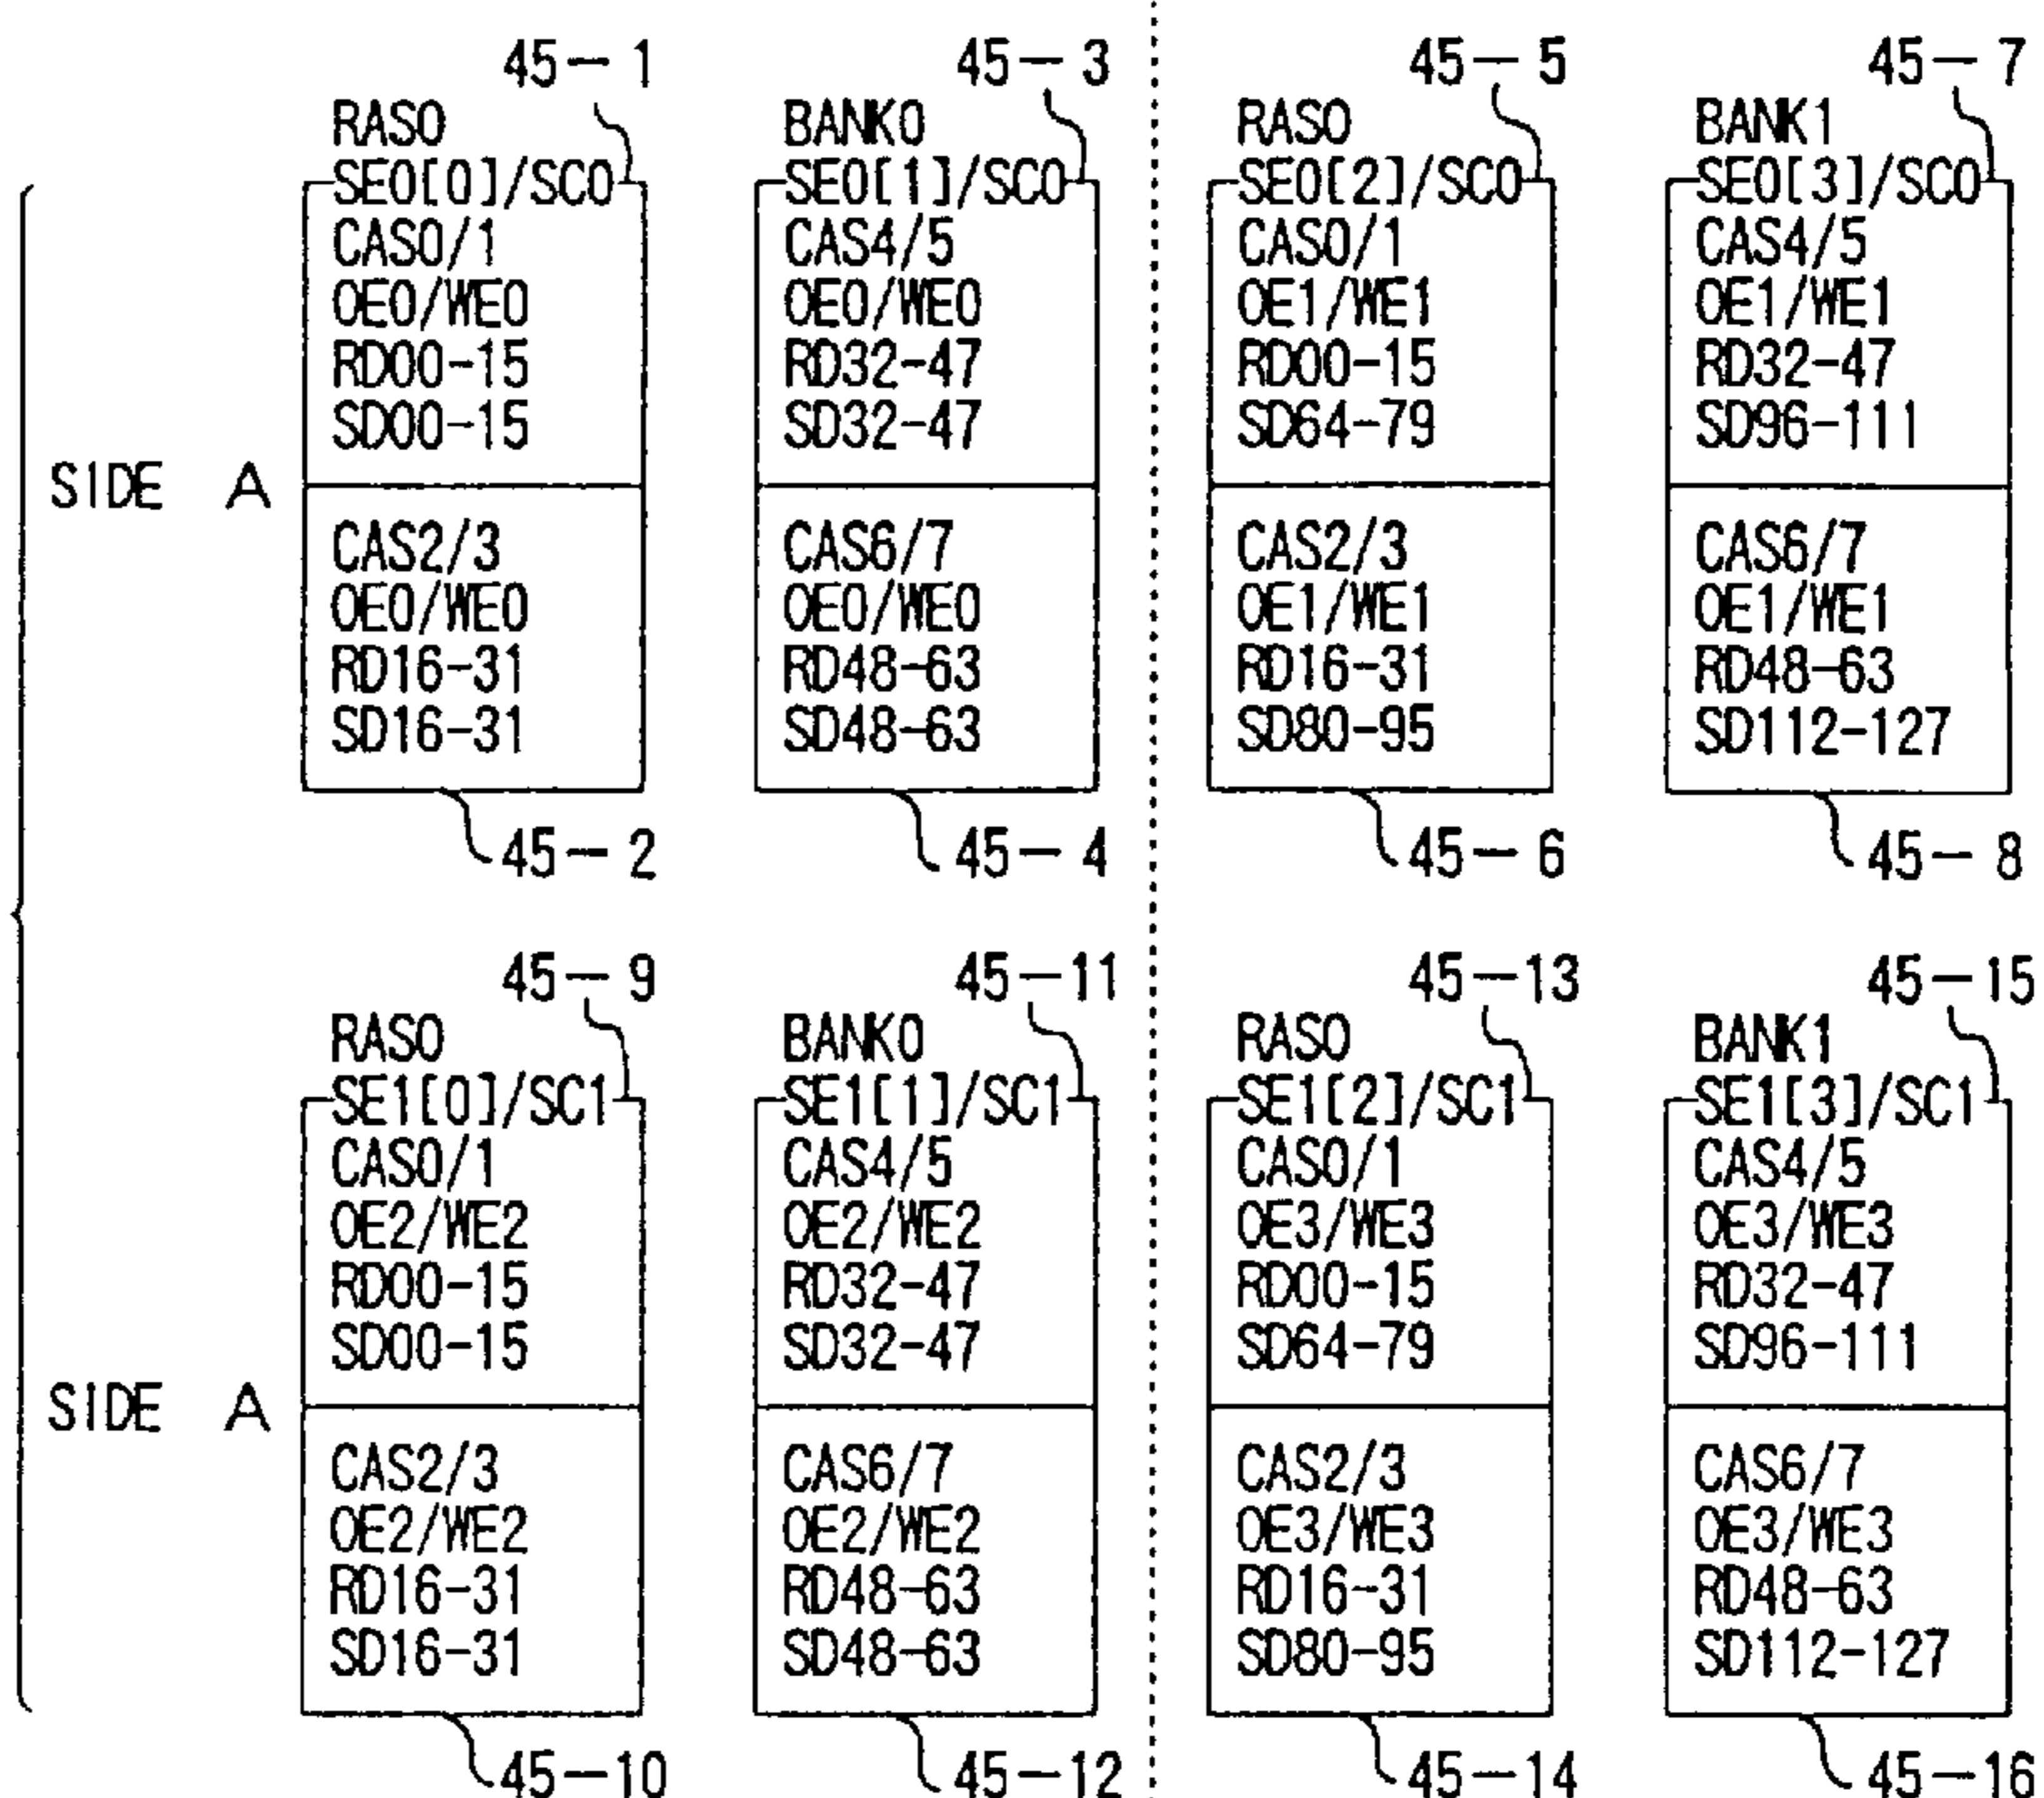 45-1
RAS0
SE0[0]/SC0
CAS0/1
OE0/WE0
RD00-15
SD00-15
CAS2/3
OE0/WE0
RD16-31
SD16-31
45-2
45-3
BANK0
SE0[1]/SC0
CAS4/5
OE0/WE0
RD32-47
SD32-47
CAS6/7
OE0/WE0
RD48-63
SD48-63
45-4
45-5
RAS0
SE0[2]/SC0
CAS0/1
OE1/WE1
RD00-15
SD64-79
CAS2/3
OE1/WE1
RD16-31
SD80-95
45-6
45-7
BANK1
SE0[3]/SC0
CAS4/5
OE1/WE1
RD32-47
SD96-111
CAS6/7
OE1/WE1
RD48-63
SD112-127
45-8
SIDE A
45-9
RAS0
SE1[0]/SC1
CAS0/1
OE2/WE2
RD00-15
SD00-15
CAS2/3
OE2/WE2
RD16-31
SD16-31
45-10
45-11
BANK0
SE1[1]/SC1
CAS4/5
OE2/WE2
RD32-47
SD32-47
CAS6/7
OE2/WE2
RD48-63
SD48-63
45-12
45-13
RAS0
SE1[2]/SC1
CAS0/1
OE3/WE3
RD00-15
SD64-79
CAS2/3
OE3/WE3
RD16-31
SD80-95
45-14
45-15
BANK1
SE1[3]/SC1
CAS4/5
OE3/WE3
RD32-47
SD96-111
CAS6/7
OE3/WE3
RD48-63
SD112-127
45-16
SIDE A